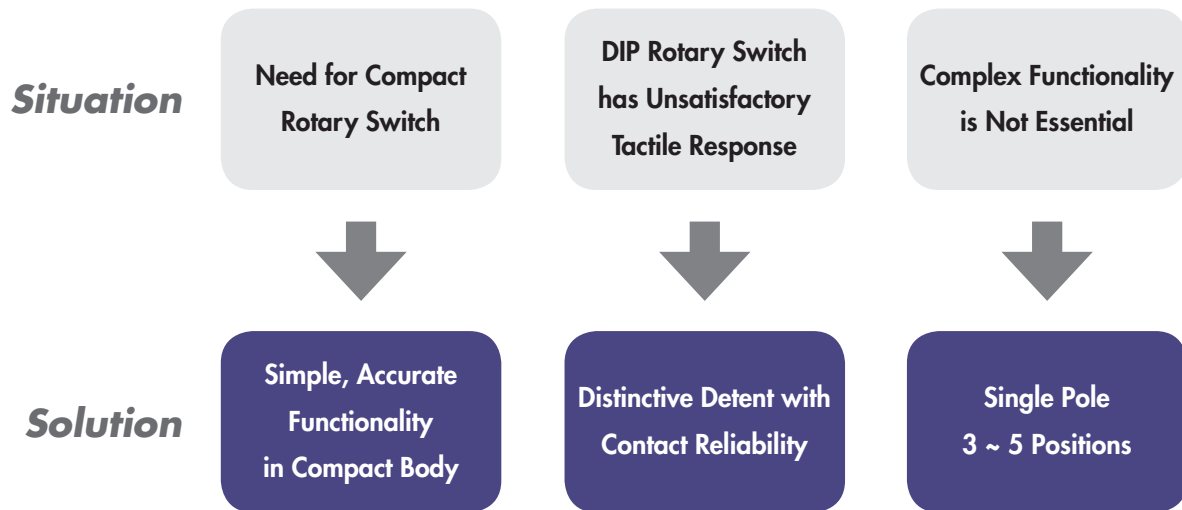 Situation
Need for Compact
Rotary Switch
DIP Rotary Switch
has Unsatisfactory
Tactile Response
Complex Functionality
is Not Essential
Solution
Simple, Accurate
Functionality
in Compact Body
Distinctive Detent with
Contact Reliability
Single Pole
3 ~ 5 Positions